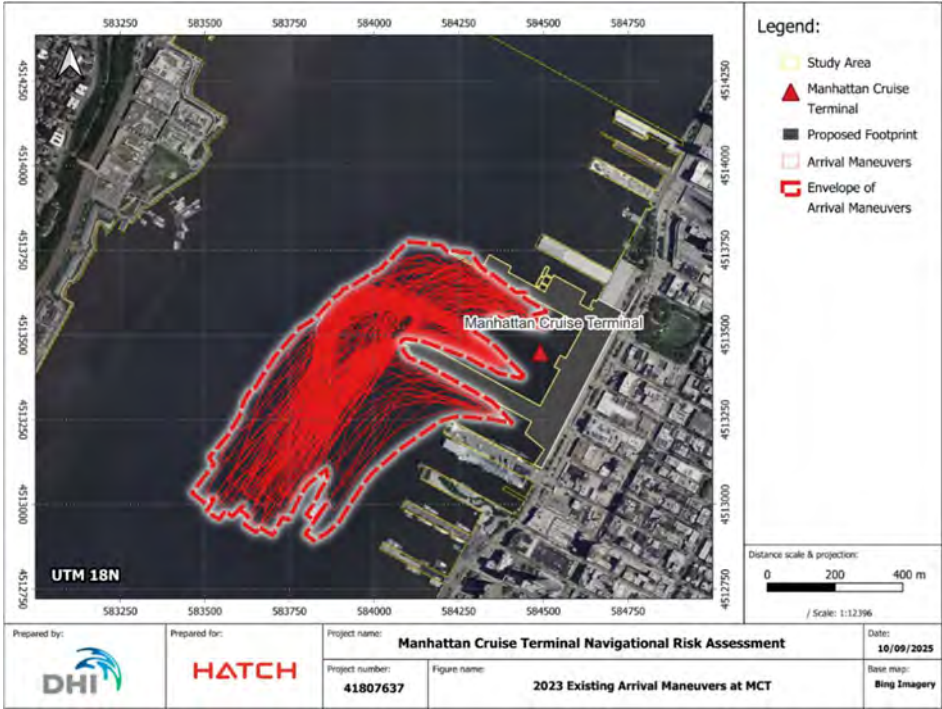 583250 583500 583750 584000 584250 584500 584750
4514250
4514000
4513750
4513500
4513250
4513000
4512750
4514250
4514000
4513750
4513500
4513250
4513000
4512750
Manhattan Cruise Terminal
UTM 18N
583250 583500 583750 584000 584250 584500 584750
Legend:
Study Area
Manhattan Cruise
Terminal
Proposed Footprint
Arrival Maneuvers
Envelope of
Arrival Maneuvers
Distance scale & projection:
0 200 400 m
/ Scale: 1:12396
Prepared by:
DHI
Prepared for:
HATCH
Project name:
Manhattan Cruise Terminal Navigational Risk Assessment
Project number:
41807637
Figure name:
2023 Existing Arrival Maneuvers at MCT
Date:
10/09/2025
Base map:
Bing Imagery